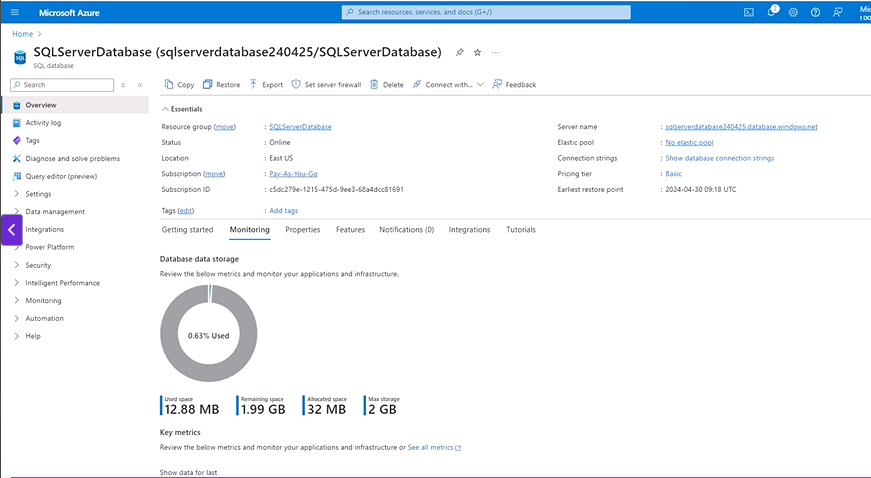 Microsoft Azure
Search resources, services, and docs (G+/)
2
Mic
I DO
Home
SQLServerDatabase (sqlserverdatabase240425/SQLServerDatabase)
SQL
SQL database
Search
Copy
Restore
Export
Set server firewall
Delete
Connect with...
Feedback
Overview
Activity log
Tags
Diagnose and solve problems
Query editor (preview)
Settings
Data management
Integrations
Power Platform
Security
Intelligent Performance
Monitoring
Automation
Help
Essentials
Resource group (move) : SQLServerDatabase
Status : Online
Location : East US
Subscription (move) : Pay-As-You-Go
Subscription ID : c5dc279e-1215-475d-9ee3-68a4dcc81691
Tags (edit) : Add tags
Server name : sqlserverdatabase240425.database.windows.net
Elastic pool : No elastic pool
Connection strings : Show database connection strings
Pricing tier : Basic
Earliest restore point : 2024-04-30 09:18 UTC
Getting started
Monitoring
Properties
Features
Notifications (0)
Integrations
Tutorials
Database data storage
Review the below metrics and monitor your applications and infrastructure.
0.63% Used
Used space
12.88 MB
Remaining space
1.99 GB
Allocated space
32 MB
Max storage
2 GB
Key metrics
Review the below metrics and monitor your applications and infrastructure or See all metrics
Show data for last